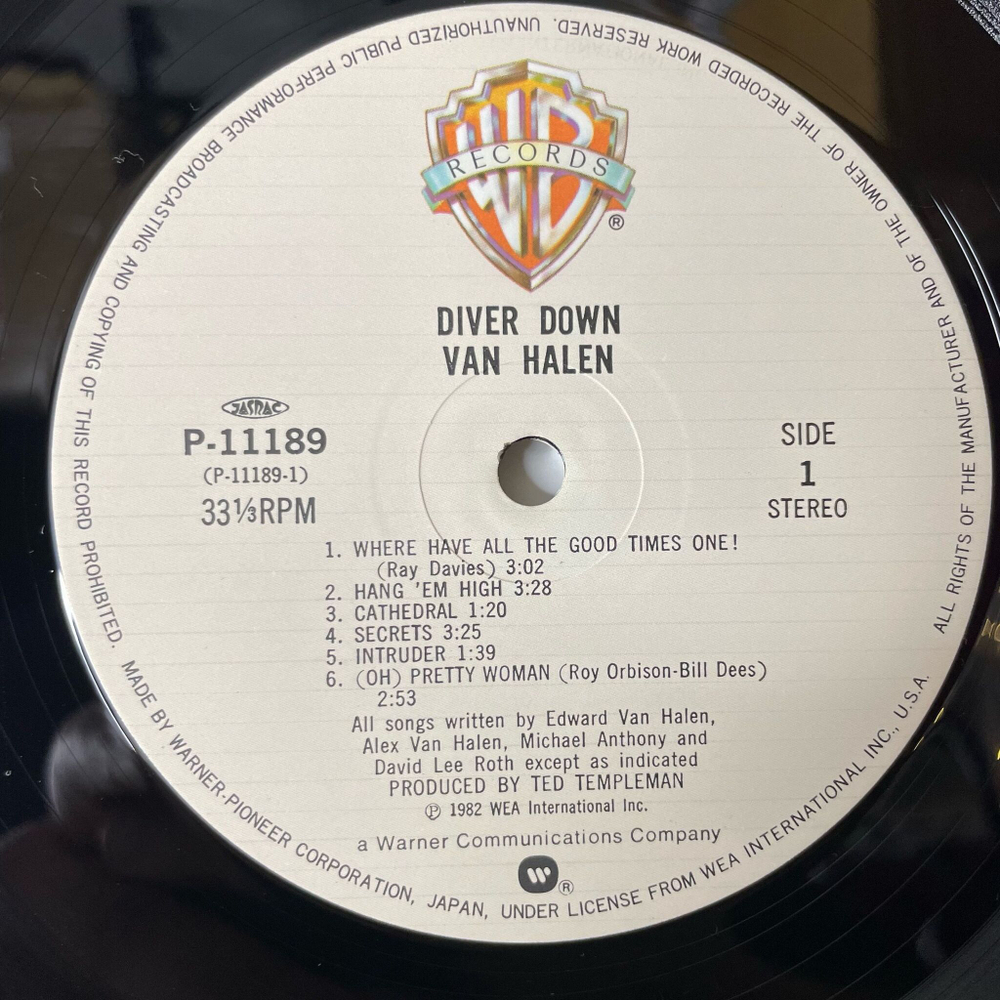 RECORDS
®
DIVER DOWN
VAN HALEN
JASRAC
P-11189
(P-11189-1)
33⅓RPM
SIDE
1
STEREO
1. WHERE HAVE ALL THE GOOD TIMES ONE!
(Ray Davies) 3:02
2. HANG 'EM HIGH 3:28
3. CATHEDRAL 1:20
4. SECRETS 3:25
5. INTRUDER 1:39
6. (OH) PRETTY WOMAN (Roy Orbison-Bill Dees)
2:53
All songs written by Edward Van Halen,
Alex Van Halen, Michael Anthony and
David Lee Roth except as indicated
PRODUCED BY TED TEMPLEMAN
℗ 1982 WEA International Inc.
a Warner Communications Company
®
ALL RIGHTS OF THE MANUFACTURER AND OF THE OWNER OF THE RECORDED WORK RESERVED. UNAUTHORIZED PUBLIC PERFORMANCE BROADCASTING AND COPYING OF THIS RECORD PROHIBITED.
MADE BY WARNER-PIONEER CORPORATION, JAPAN, UNDER LICENSE FROM WEA INTERNATIONAL INC., U.S.A.